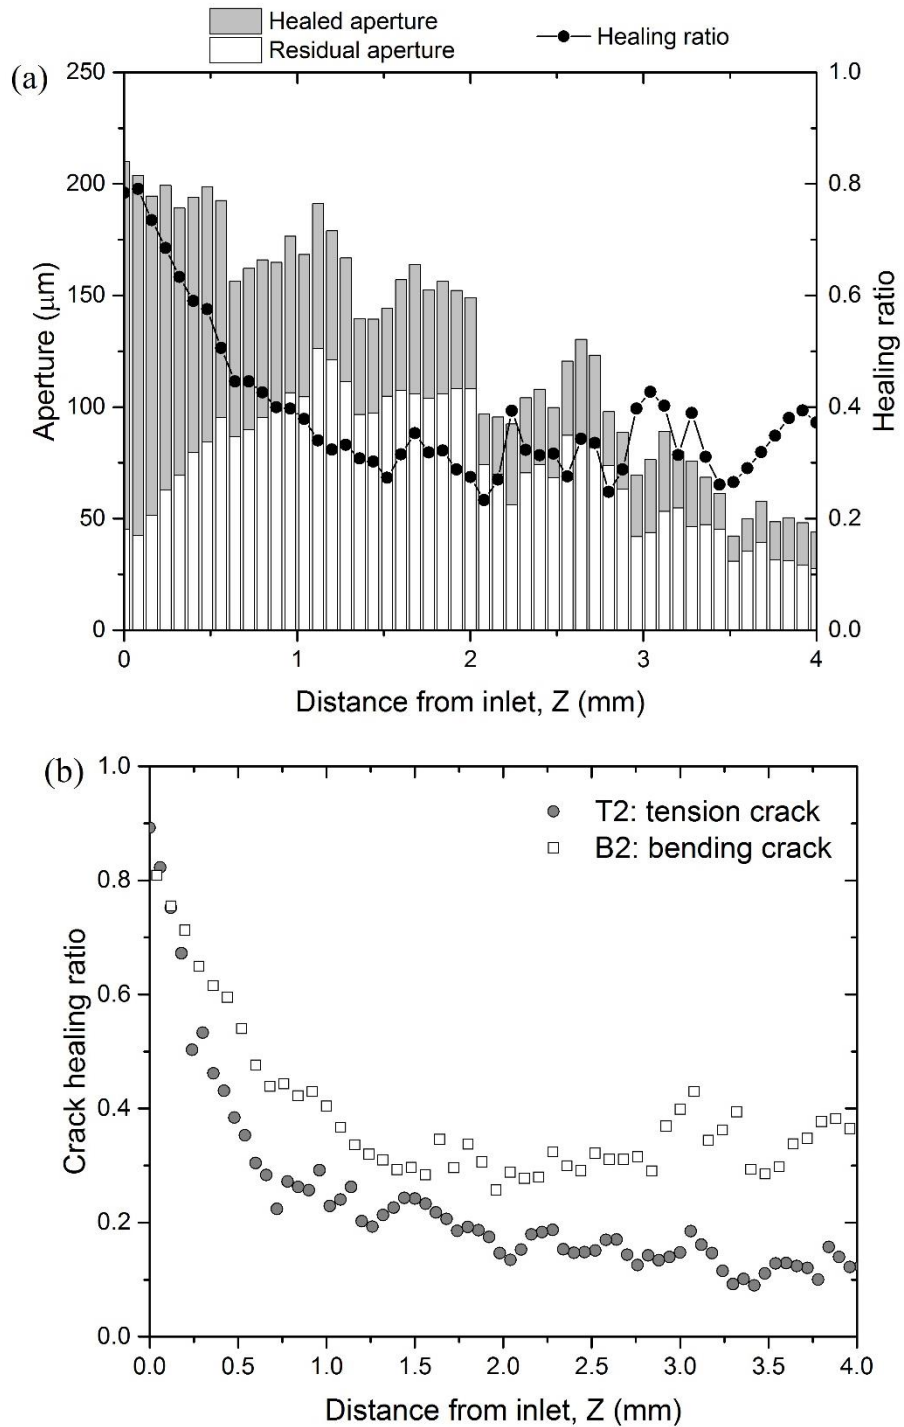 Healed aperture
Residual aperture
Healing ratio
(a)
250
200
150
100
50
0
Aperture (μm)
1.0
0.8
0.6
0.4
0.2
0.0
Healing ratio
0 1 2 3 4
Distance from inlet, Z (mm)
(b)
1.0
0.8
0.6
0.4
0.2
0.0
Crack healing ratio
T2: tension crack
B2: bending crack
0.0 0.5 1.0 1.5 2.0 2.5 3.0 3.5 4.0
Distance from inlet, Z (mm)